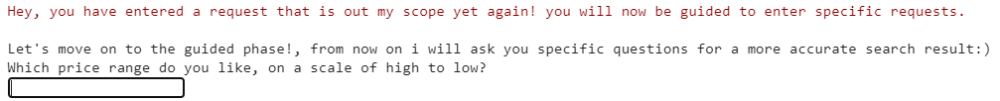 Hey, you have entered a request that is out my scope yet again! you will now be guided to enter specific requests.
Let's move on to the guided phase!, from now on i will ask you specific questions for a more accurate search result:)
Which price range do you like, on a scale of high to low?